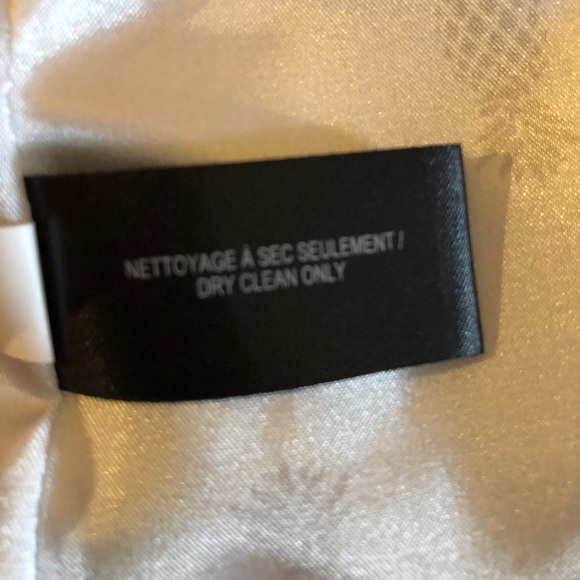 NETTOYAGE À SEC SEULEMENT /
DRY CLEAN ONLY